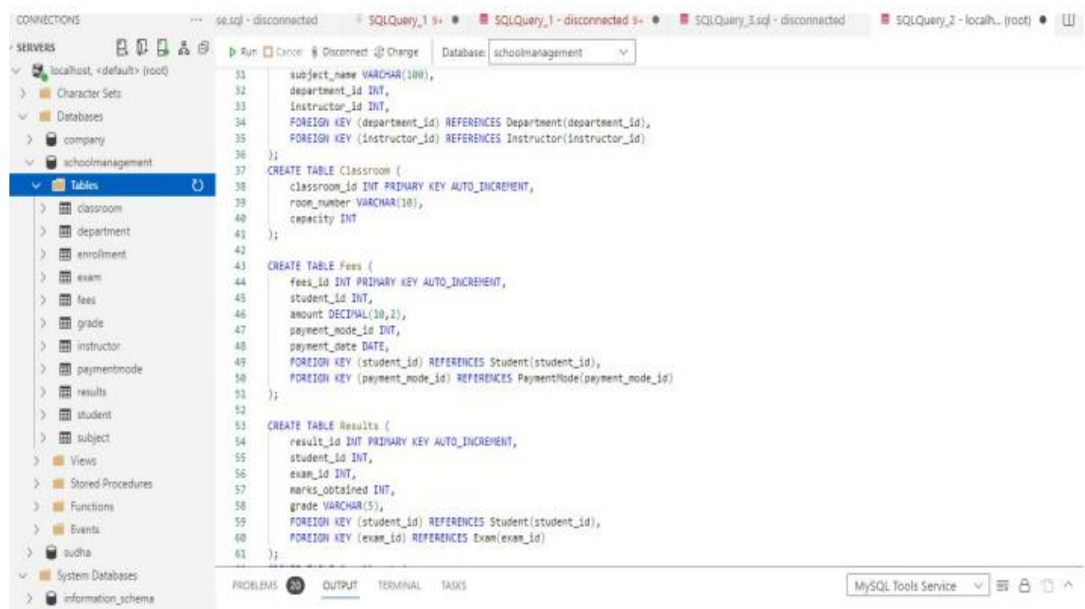 CONNECTIONS ... se.sql - disconnected SQLQuery_1 9+ ● SQLQuery_1 - disconnected 9+ ● SQLQuery_3.sql - disconnected SQLQuery_2 - localh... (root) ●
SERVERS
localhost, <default> (root)
Character Sets
Databases
company
schoolmanagement
Tables
classroom
department
enrollment
exam
fees
grade
instructor
paymentmode
results
student
subject
Views
Stored Procedures
Functions
Events
sudha
System Databases
information_schema
Run Cancel Disconnect Change Database: schoolmanagement
31 subject_name VARCHAR(100),
32 department_id INT,
33 instructor_id INT,
34 FOREIGN KEY (department_id) REFERENCES Department(department_id),
35 FOREIGN KEY (instructor_id) REFERENCES Instructor(instructor_id)
36 );
37 CREATE TABLE Classroom (
38 classroom_id INT PRIMARY KEY AUTO_INCREMENT,
39 room_number VARCHAR(10),
40 capacity INT
41 );
42
43 CREATE TABLE Fees (
44 fees_id INT PRIMARY KEY AUTO_INCREMENT,
45 student_id INT,
46 amount DECIMAL(10,2),
47 payment_mode_id INT,
48 payment_date DATE,
49 FOREIGN KEY (student_id) REFERENCES Student(student_id),
50 FOREIGN KEY (payment_mode_id) REFERENCES PaymentMode(payment_mode_id)
51 );
52
53 CREATE TABLE Results (
54 result_id INT PRIMARY KEY AUTO_INCREMENT,
55 student_id INT,
56 exam_id INT,
57 marks_obtained INT,
58 grade VARCHAR(5),
59 FOREIGN KEY (student_id) REFERENCES Student(student_id),
60 FOREIGN KEY (exam_id) REFERENCES Exam(exam_id)
61 );
PROBLEMS 20 OUTPUT TERMINAL TASKS MySQL Tools Service